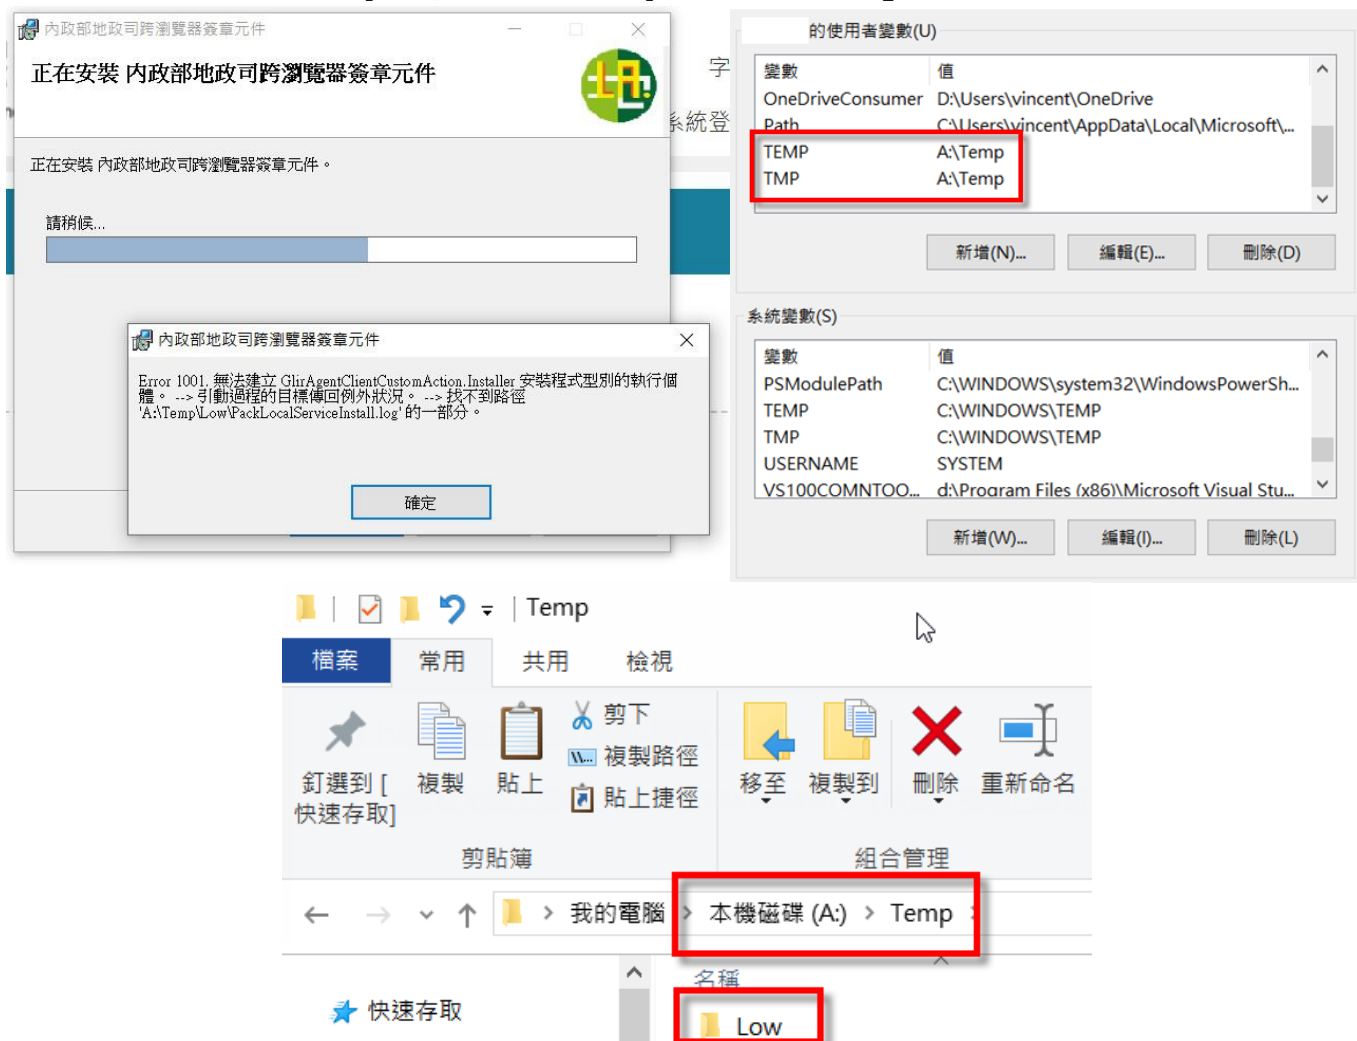 內政部地政司跨瀏覽器簽章元件
正在安裝 內政部地政司跨瀏覽器簽章元件
正在安裝 內政部地政司跨瀏覽器簽章元件。
請稍候...
字
系統登
內政部地政司跨瀏覽器簽章元件
Error 1001. 無法建立 GlirAgentClientCustomAction.Installer 安裝程式型別的執行個
體。 --> 引動過程的目標傳回例外狀況。 --> 找不到路徑
'A:\Temp\Low\PackLocalServiceInstall.log' 的一部分。
確定
的使用者變數(U)
變數 值
OneDriveConsumer D:\Users\vincent\OneDrive
Path C:\Users\vincent\AppData\Local\Microsoft\...
TEMP A:\Temp
TMP A:\Temp
新增(N)... 編輯(E)... 刪除(D)
系統變數(S)
變數 值
PSModulePath C:\WINDOWS\system32\WindowsPowerSh...
TEMP C:\WINDOWS\TEMP
TMP C:\WINDOWS\TEMP
USERNAME SYSTEM
VS100COMNTOO... d:\Program Files (x86)\Microsoft Visual Stu...
新增(W)... 編輯(I)... 刪除(L)
Temp
檔案 常用 共用 檢視
釘選到 [
快速存取]
複製
貼上
剪下
複製路徑
貼上捷徑
移至
複製到
刪除
重新命名
剪貼簿 組合管理
我的電腦 > 本機磁碟 (A:) > Temp >
名稱
快速存取
Low